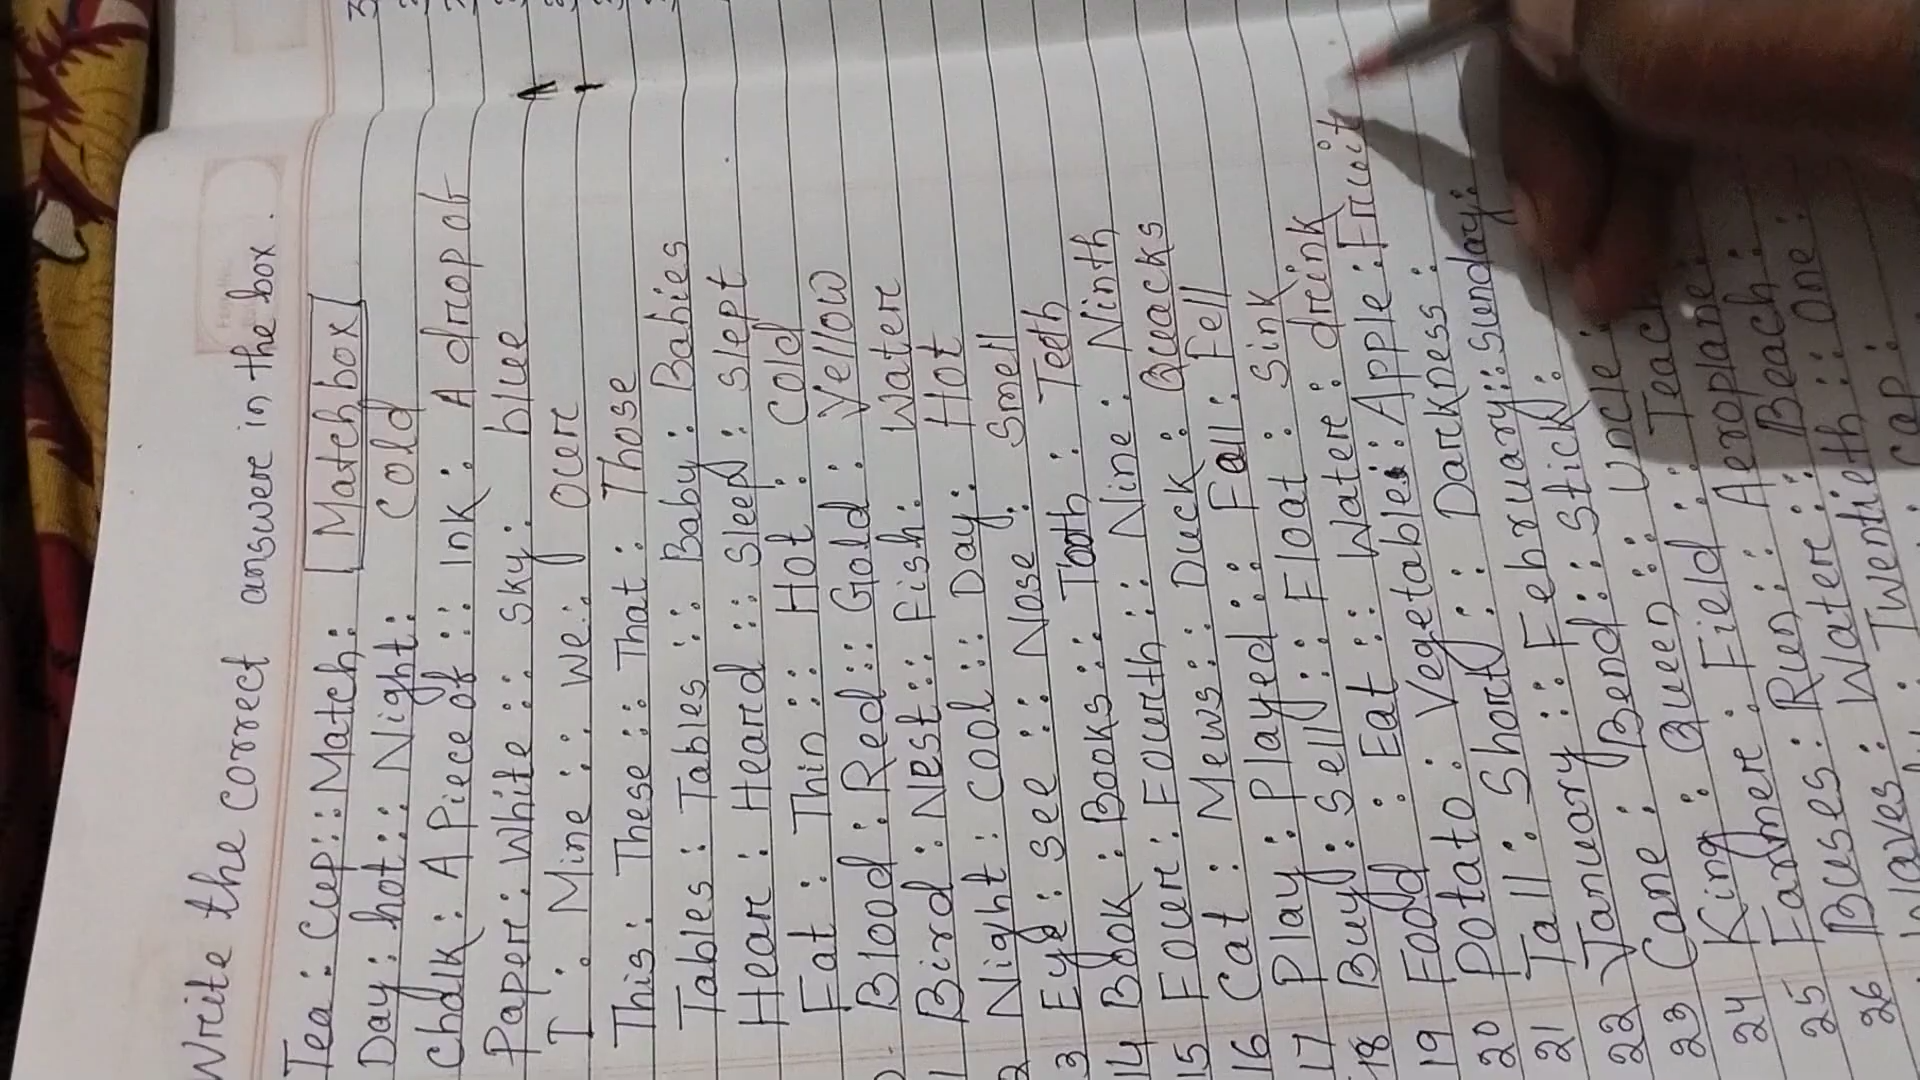 Write the correct answer in the box.
Tea : Cup :: Match : Matchbox
Day : hot :: Night : Cold
Chalk : A Piece of :: Ink : A drop of
Paper : White :: Sky : blue
I : Mine :: We : Our
This : These :: That : Those
Tables : Tables :: Baby : Babies
Hear : Heard :: Sleep : Slept
Fat : Thin :: Hot : Cold
Blood : Red :: Gold : Yellow
Bird : Nest :: Fish : Water
Night : Cool :: Day : Hot
3 Eye : See :: Nose : Smell
14 Book : Books :: Tooth : Teeth
15 Four : Fourth :: Nine : Ninth
16 Cat : Mews :: Duck : Quacks
17 Play : Played :: Fall : Fell
18 Buy : Sell :: Float : Sink
19 Food : Eat :: Water : drink
20 Potato : Vegetables :: Apple : Fruit
21 Tall : Short :: Darkness :
22 January :: February :: Sunday :
23 Cane : Bend :: Stick :
24 King : Queen :: Uncle :
25 Farmer : Field ::
26 Buses : Run :: Aeroplane :
Waves : Water :: Beach :
Twentieth :: One :
Cap :